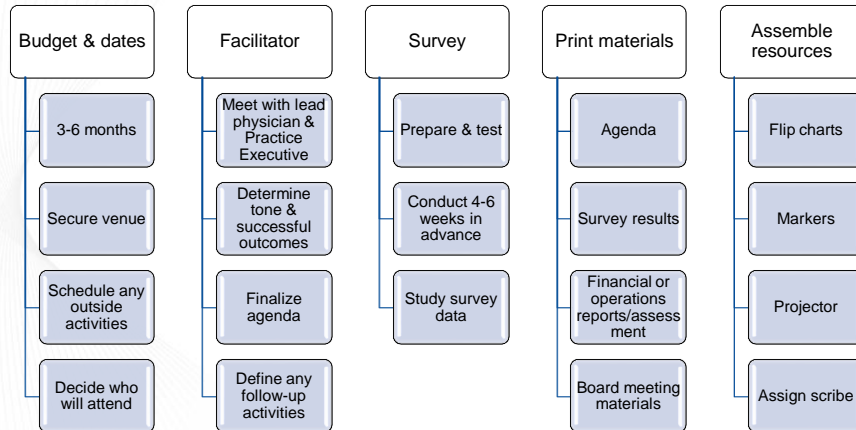 Budget & dates
3-6 months
Secure venue
Schedule any
outside
activities
Decide who
will attend
Facilitator
Meet with lead
physician &
Practice
Executive
Determine
tone &
successful
outcomes
Finalize
agenda
Define any
follow-up
activities
Survey
Prepare & test
Conduct 4-6
weeks in
advance
Study survey
data
Print materials
Agenda
Survey results
Financial or
operations
reports/assess
ment
Board meeting
materials
Assemble
resources
Flip charts
Markers
Projector
Assign scribe